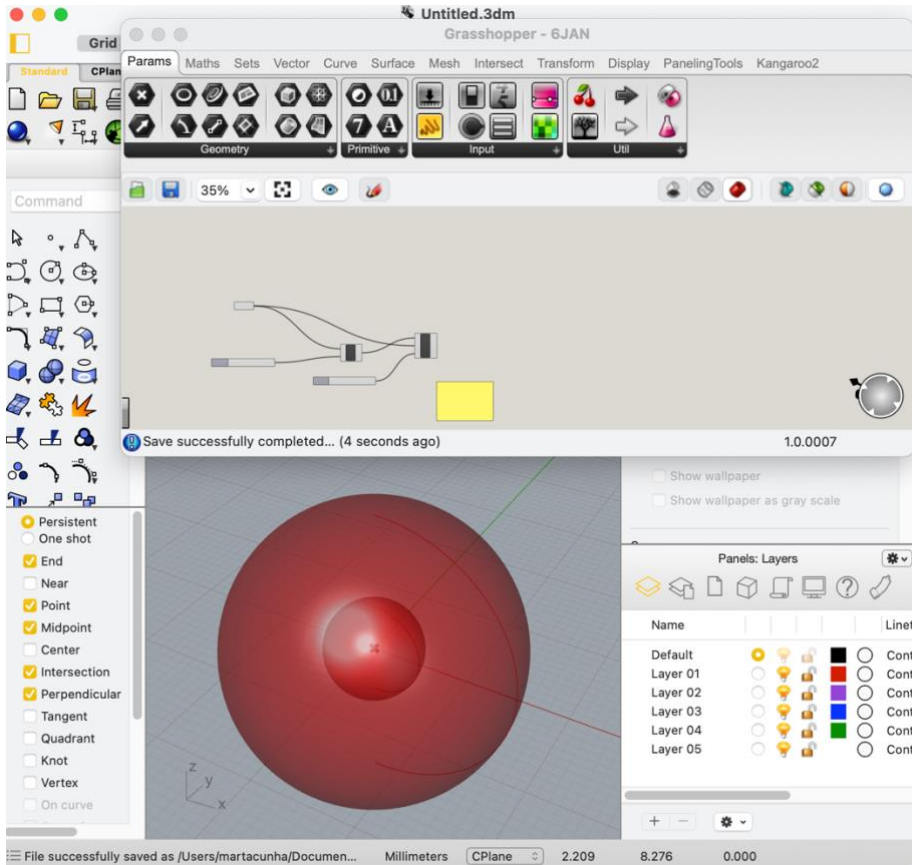 Untitled.3dm
Grid
Grasshopper - 6JAN
Standard CPlan
Params Maths Sets Vector Curve Surface Mesh Intersect Transform Display PanelingTools Kangaroo2
0.1
7 A
Geometry Primitive Input Util
35%
Command
Save successfully completed... (4 seconds ago) 1.0.0007
Show wallpaper
Show wallpaper as gray scale
Persistent
One shot
End
Near
Point
Midpoint
Center
Intersection
Perpendicular
Tangent
Quadrant
Knot
Vertex
On curve
z
y
x
Panels: Layers
Name Linet
Default Cont
Layer 01 Cont
Layer 02 Cont
Layer 03 Cont
Layer 04 Cont
Layer 05 Cont
File successfully saved as /Users/martacunha/Documen... Millimeters CPlane 2.209 8.276 0.000